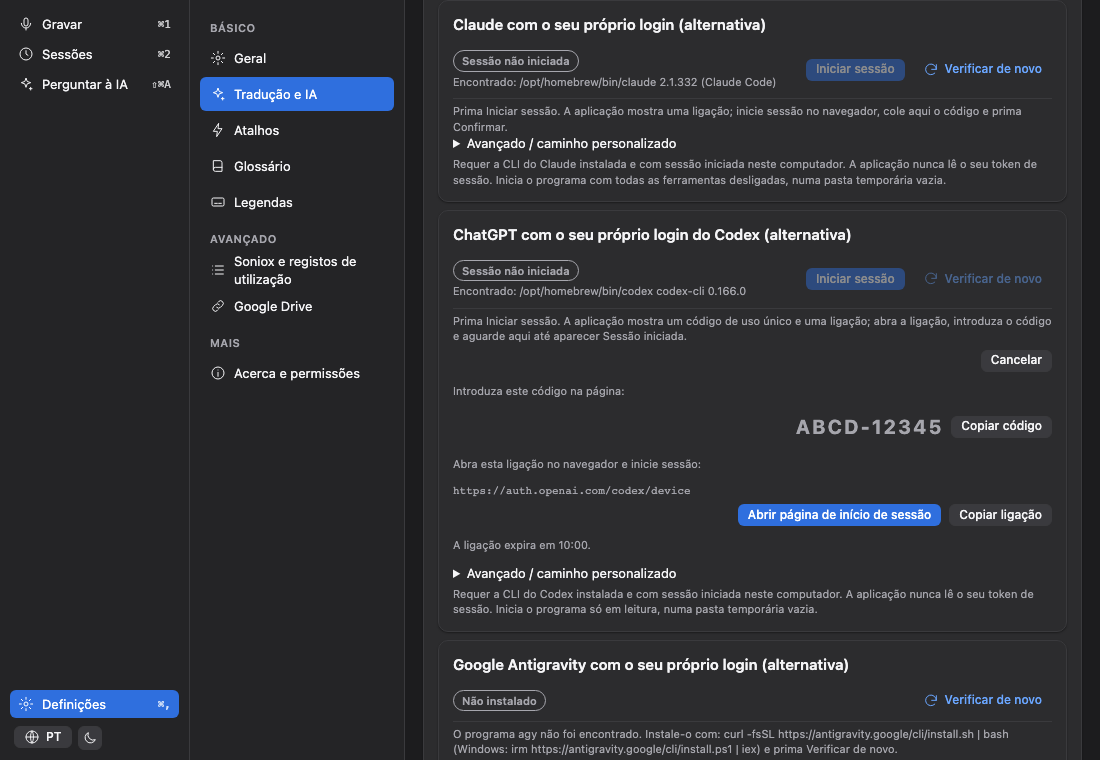 Gravar ⌘1
Sessões ⌘2
Perguntar à IA ⇧⌘A
Definições ⌘,
PT
BÁSICO
Geral
Tradução e IA
Atalhos
Glossário
Legendas
AVANÇADO
Soniox e registos de
utilização
Google Drive
MAIS
Acerca e permissões
Claude com o seu próprio login (alternativa)
Sessão não iniciada
Encontrado: /opt/homebrew/bin/claude 2.1.332 (Claude Code)
Iniciar sessão
Verificar de novo
Prima Iniciar sessão. A aplicação mostra uma ligação; inicie sessão no navegador, cole aqui o código e prima
Confirmar.
Avançado / caminho personalizado
Requer a CLI do Claude instalada e com sessão iniciada neste computador. A aplicação nunca lê o seu token de
sessão. Inicia o programa com todas as ferramentas desligadas, numa pasta temporária vazia.
ChatGPT com o seu próprio login do Codex (alternativa)
Sessão não iniciada
Encontrado: /opt/homebrew/bin/codex codex-cli 0.166.0
Iniciar sessão
Verificar de novo
Prima Iniciar sessão. A aplicação mostra um código de uso único e uma ligação; abra a ligação, introduza o código
e aguarde aqui até aparecer Sessão iniciada.
Cancelar
Introduza este código na página:
ABCD-12345
Copiar código
Abra esta ligação no navegador e inicie sessão:
https://auth.openai.com/codex/device
Abrir página de início de sessão
Copiar ligação
A ligação expira em 10:00.
Avançado / caminho personalizado
Requer a CLI do Codex instalada e com sessão iniciada neste computador. A aplicação nunca lê o seu token de
sessão. Inicia o programa só em leitura, numa pasta temporária vazia.
Google Antigravity com o seu próprio login (alternativa)
Não instalado
Verificar de novo
O programa agy não foi encontrado. Instale-o com: curl -fsSL https://antigravity.google/cli/install.sh | bash
(Windows: irm https://antigravity.google/cli/install.ps1 | iex) e prima Verificar de novo.